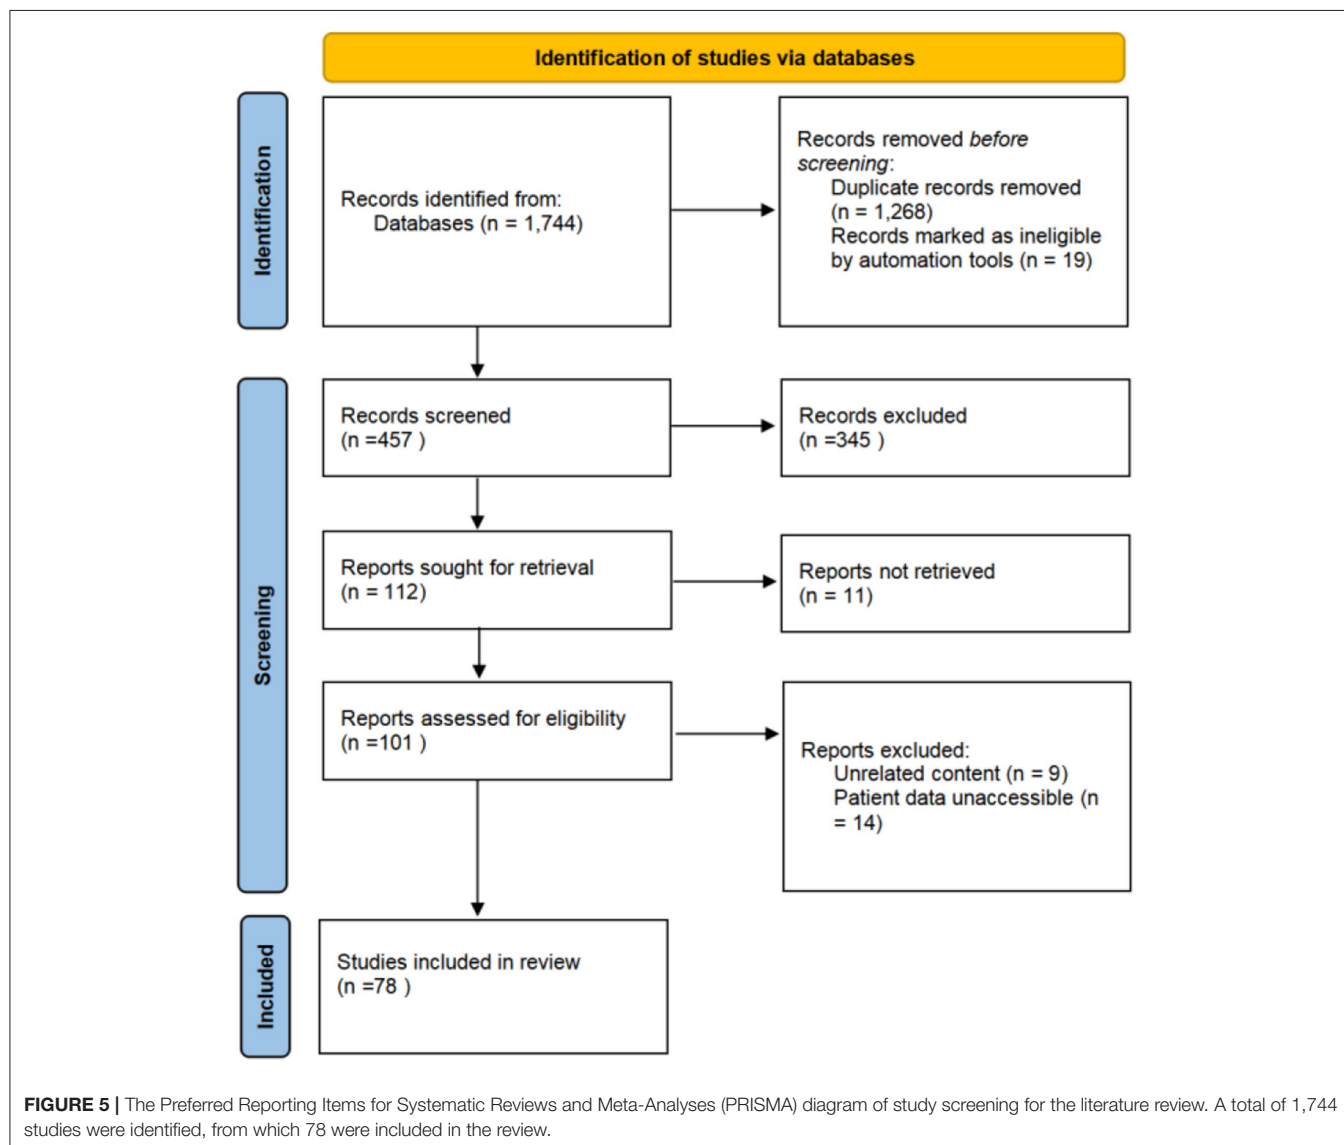 Identification of studies via databases
Identification
Records identified from:
Databases (n = 1,744)
Records removed before
screening:
Duplicate records removed
(n = 1,268)
Records marked as ineligible
by automation tools (n = 19)
Screening
Records screened
(n =457 )
Records excluded
(n =345 )
Reports sought for retrieval
(n = 112)
Reports not retrieved
(n = 11)
Reports assessed for eligibility
(n =101 )
Reports excluded:
Unrelated content (n = 9)
Patient data unaccessible (n
= 14)
Included
Studies included in review
(n =78 )
FIGURE 5 | The Preferred Reporting Items for Systematic Reviews and Meta-Analyses (PRISMA) diagram of study screening for the literature review. A total of 1,744
studies were identified, from which 78 were included in the review.